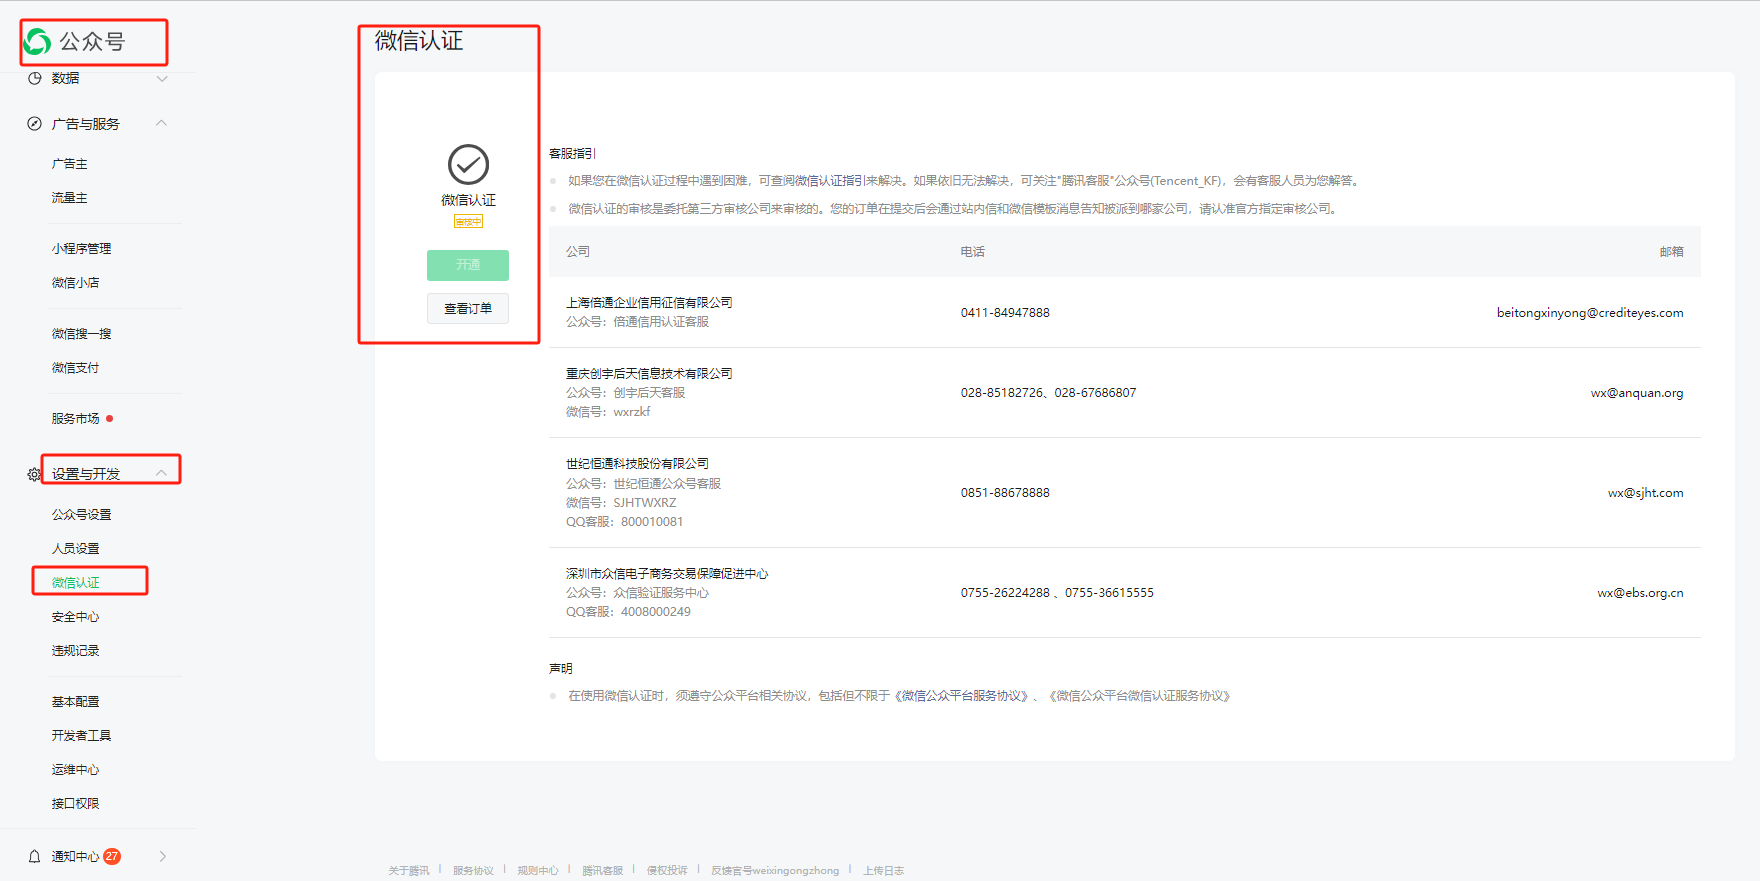 公众号
数据
广告与服务
广告主
流量主
小程序管理
微信小店
微信搜一搜
微信支付
服务市场
设置与开发
公众号设置
人员设置
微信认证
安全中心
违规记录
基本配置
开发者工具
运维中心
接口权限
通知中心 27
微信认证
微信认证
审核中
开通
查看订单
客服指引
如果您在微信认证过程中遇到困难，可查阅微信认证指引来解决。如果依旧无法解决，可关注"腾讯客服"公众号(Tencent_KF)，会有客服人员为您解答。
微信认证的审核是委托第三方审核公司来审核的。您的订单在提交后会通过站内信和微信模板消息告知被派到哪家公司，请认准官方指定审核公司。
公司 电话 邮箱
上海倍通企业信用征信有限公司
公众号：倍通信用认证客服
0411-84947888
beitongxinyong@crediteyes.com
重庆创宇后天信息技术有限公司
公众号：创宇后天客服
微信号：wxrzkf
028-85182726、028-67686807
wx@anquan.org
世纪恒通科技股份有限公司
公众号：世纪恒通公众号客服
微信号：SJHTWXRZ
QQ客服：800010081
0851-88678888
wx@sjht.com
深圳市众信电子商务交易保障促进中心
公众号：众信验证服务中心
QQ客服：4008000249
0755-26224288 、0755-36615555
wx@ebs.org.cn
声明
在使用微信认证时，须遵守公众平台相关协议，包括但不限于《微信公众平台服务协议》、《微信公众平台微信认证服务协议》
关于腾讯 服务协议 规则中心 腾讯客服 侵权投诉 反馈官号weixingongzhong 上传日志